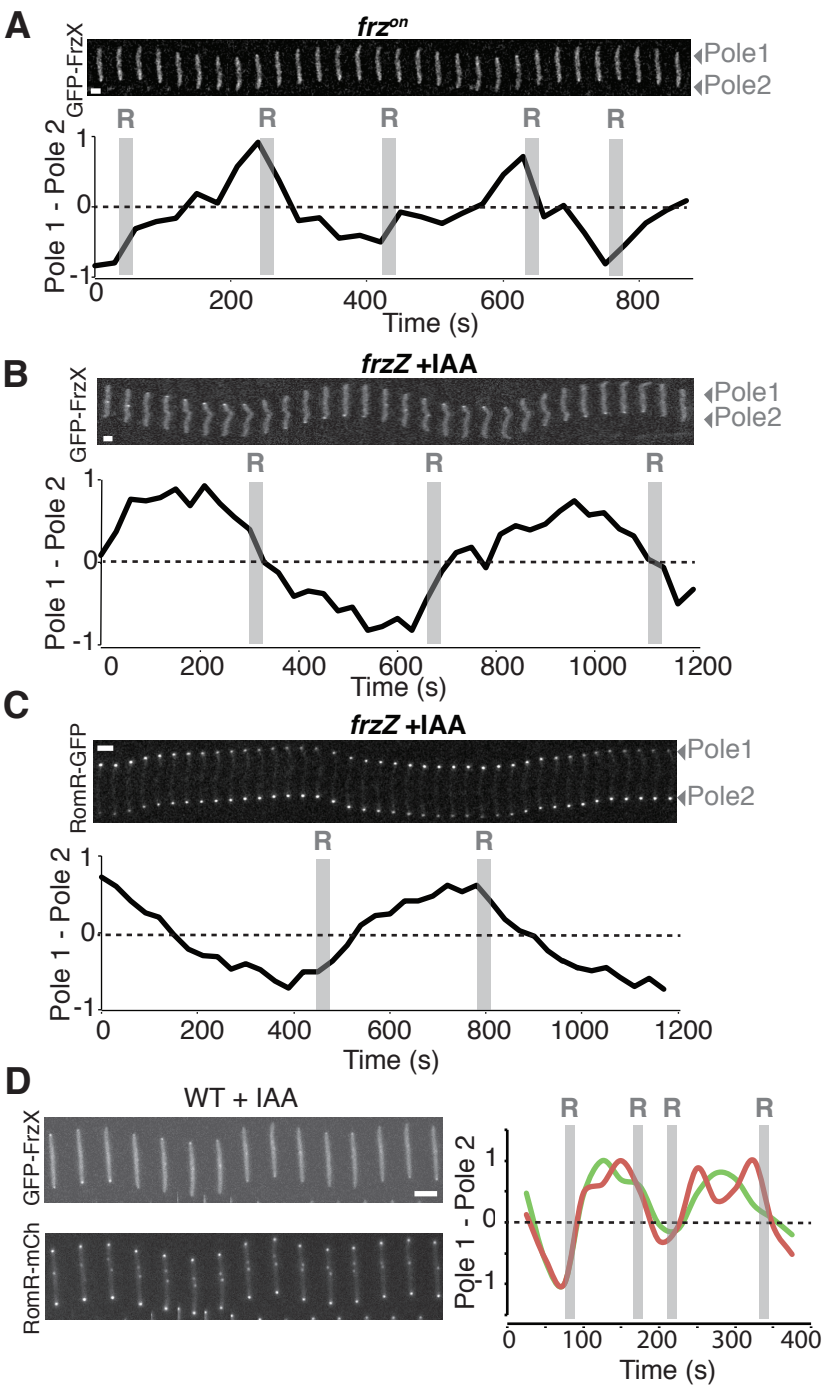 A
frzᵒⁿ
GFP-FrzX
Pole1
Pole2
R R R R R
Pole 1 - Pole 2
1
0
-1
0 200 400 600 800
Time (s)
B
frzZ +IAA
GFP-FrzX
Pole1
Pole2
R R R
Pole 1 - Pole 2
1
0
-1
0 200 400 600 800 1000 1200
Time (s)
C
frzZ +IAA
RomR-GFP
Pole1
Pole2
R R
Pole 1 - Pole 2
1
0
-1
0 200 400 600 800 1000 1200
Time (s)
D
WT + IAA
GFP-FrzX
RomR-mCh
R R R R
Pole 1 - Pole 2
1
0
-1
0 100 200 300 400
Time (s)